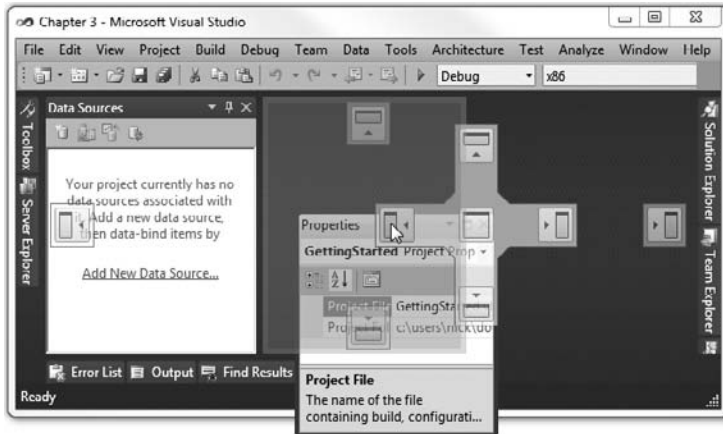 Chapter 3 - Microsoft Visual Studio
File Edit View Project Build Debug Team Data Tools Architecture Test Analyze Window Help
Debug x86
Toolbox
Server Explorer
Data Sources
Your project currently has no
data sources associated with
it. Add a new data source,
then data-bind items by
Add New Data Source...
Properties
GettingStarted Project Prop
Project File GettingStarted
Project Fol c:\users\nick\do
Project File
The name of the file
containing build, configurati...
Solution Explorer
Team Explorer
Error List Output Find Results
Ready